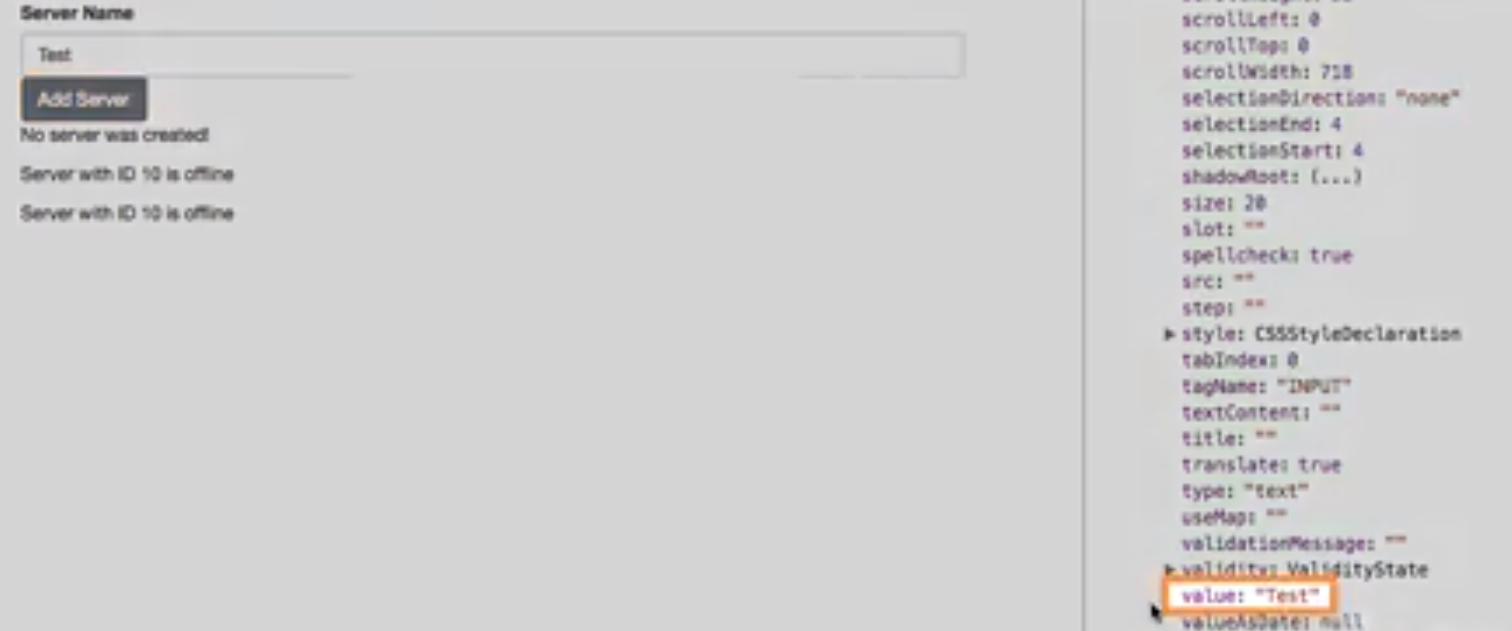 Server Name
Test
Add Server
No server was created!
Server with ID 10 is offline
Server with ID 10 is offline
scrollLeft: 0
scrollTop: 0
scrollWidth: 718
selectionDirection: "none"
selectionEnd: 4
selectionStart: 4
shadowRoot: (...)
size: 20
slot: ""
spellcheck: true
src: ""
step: ""
▶ style: CSSStyleDeclaration
tabIndex: 0
tagName: "INPUT"
textContent: ""
title: ""
translate: true
type: "text"
useMap: ""
validationMessage: ""
▶ validity: ValidityState
value: "Test"
valueAsDate: null